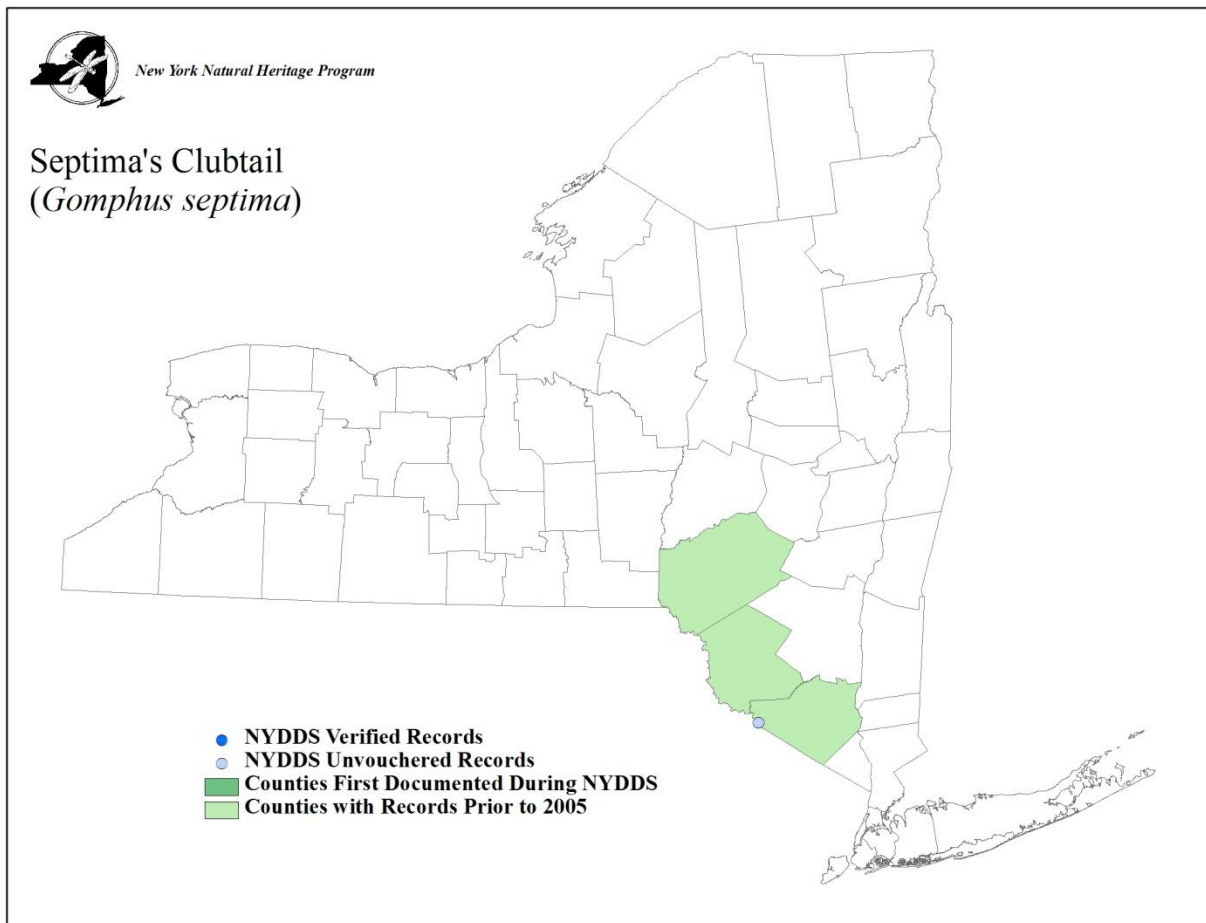 New York Natural Heritage Program
Septima's Clubtail
(Gomphus septima)
NYDDS Verified Records
NYDDS Unvouchered Records
Counties First Documented During NYDDS
Counties with Records Prior to 2005